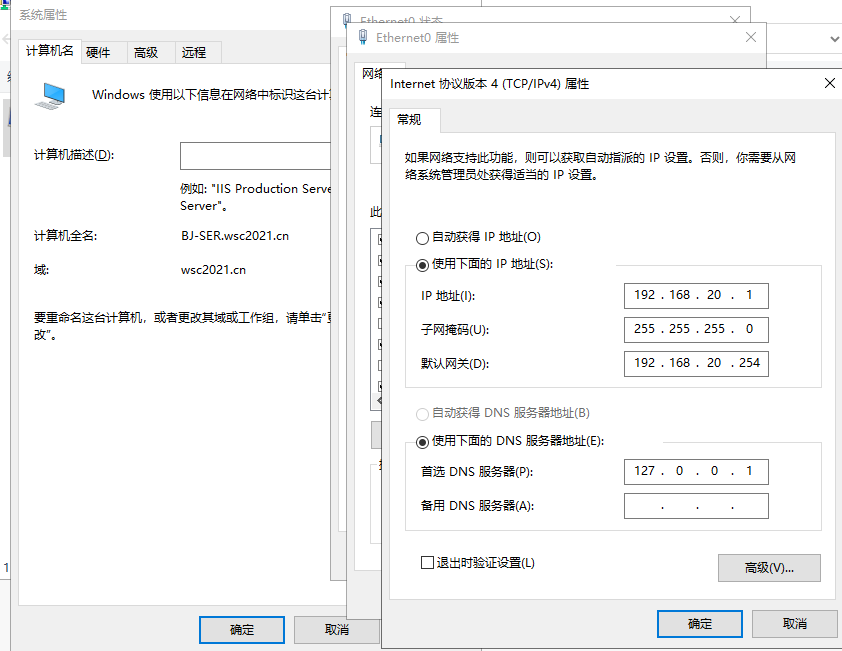 系统属性
计算机名
硬件
高级
远程
Windows 使用以下信息在网络中标识这台计
计算机描述(D):
例如: "IIS Production Serve
Server"。
计算机全名:
BJ-SER.wsc2021.cn
域:
wsc2021.cn
要重命名这台计算机，或者更改其域或工作组，请单击"更
改"。
确定
取消
Ethernet0 状态
Ethernet0 属性
网络
连
此
Internet 协议版本 4 (TCP/IPv4) 属性
常规
如果网络支持此功能，则可以获取自动指派的 IP 设置。否则，你需要从网
络系统管理员处获得适当的 IP 设置。
自动获得 IP 地址(O)
使用下面的 IP 地址(S):
IP 地址(I):
192 . 168 . 20 . 1
子网掩码(U):
255 . 255 . 255 . 0
默认网关(D):
192 . 168 . 20 . 254
自动获得 DNS 服务器地址(B)
使用下面的 DNS 服务器地址(E):
首选 DNS 服务器(P):
127 . 0 . 0 . 1
备用 DNS 服务器(A):
. . .
退出时验证设置(L)
高级(V)...
确定
取消